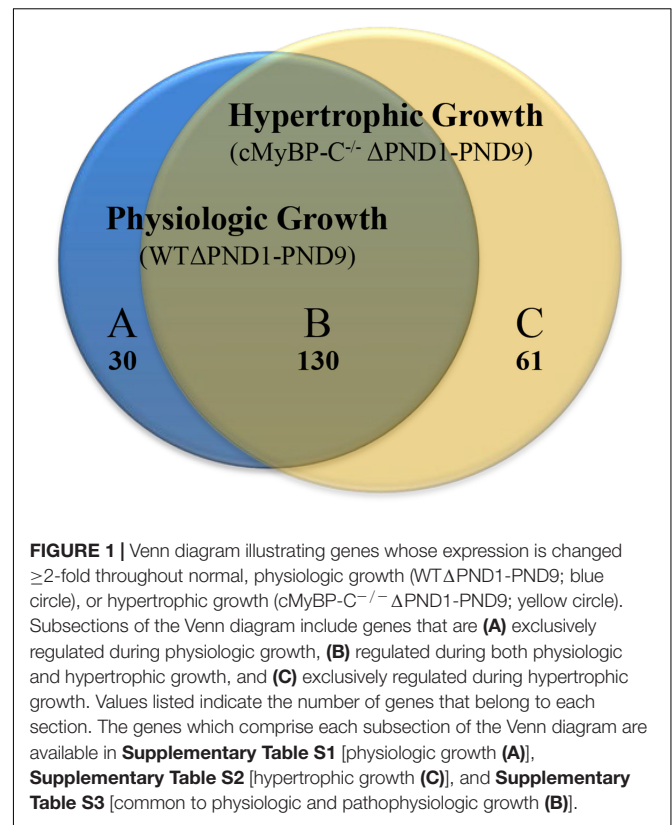 Hypertrophic Growth
(cMyBP-C-/- ΔPND1-PND9)
Physiologic Growth
(WTΔPND1-PND9)
A
30
B
130
C
61
FIGURE 1 | Venn diagram illustrating genes whose expression is changed
≥2-fold throughout normal, physiologic growth (WTΔPND1-PND9; blue
circle), or hypertrophic growth (cMyBP-C−/− ΔPND1-PND9; yellow circle).
Subsections of the Venn diagram include genes that are (A) exclusively
regulated during physiologic growth, (B) regulated during both physiologic
and hypertrophic growth, and (C) exclusively regulated during hypertrophic
growth. Values listed indicate the number of genes that belong to each
section. The genes which comprise each subsection of the Venn diagram are
available in Supplementary Table S1 [physiologic growth (A)],
Supplementary Table S2 [hypertrophic growth (C)], and Supplementary
Table S3 [common to physiologic and pathophysiologic growth (B)].